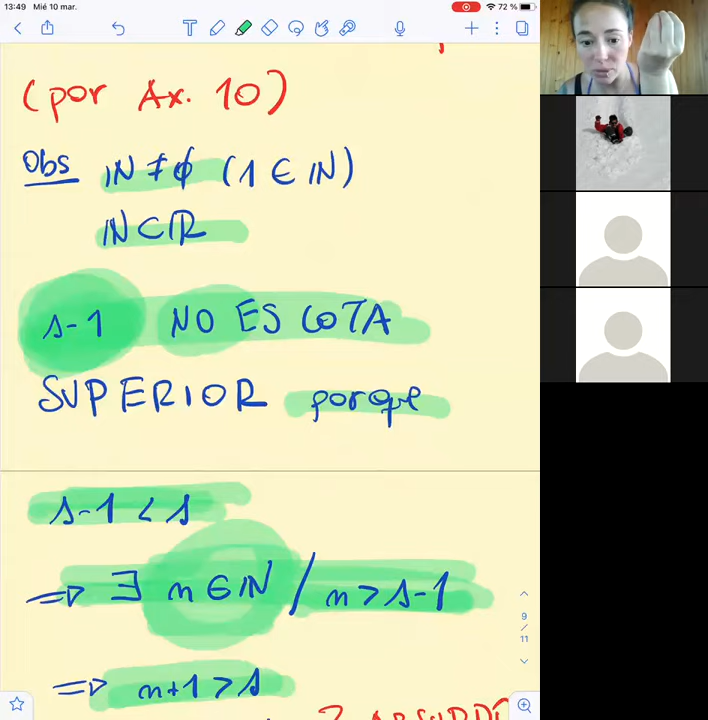 13:49 Mié 10 mar.
72 %
(por Ax. 10)
Obs ℕ ≠ ∅ (1 ∈ ℕ)
ℕ ⊂ ℝ
s-1 NO ES COTA
SUPERIOR porque
s-1 < s
⇒ ∃ n ∈ ℕ / n > s-1
9
/
11
⇒ n+1 > s
ABSURDO